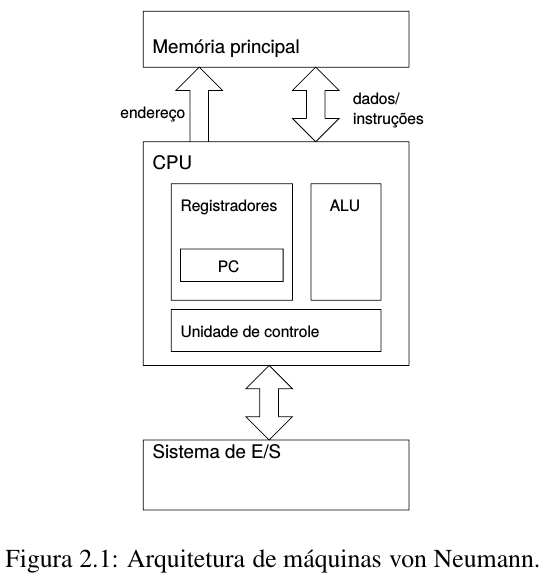 Memória principal
endereço
dados/
instruções
CPU
Registradores
ALU
PC
Unidade de controle
Sistema de E/S
Figura 2.1: Arquitetura de máquinas von Neumann.